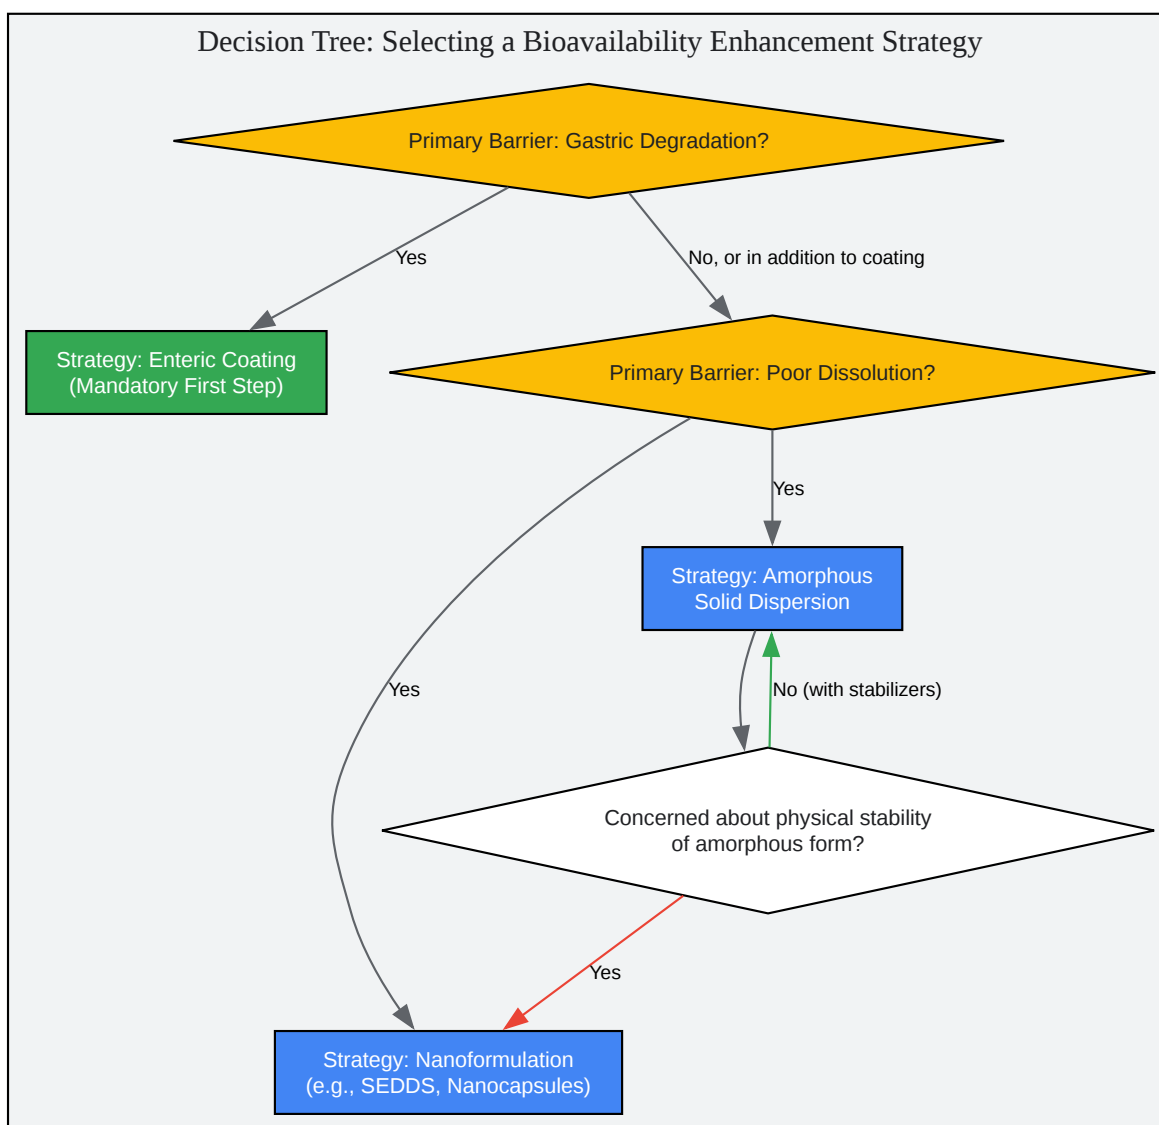 Decision Tree: Selecting a Bioavailability Enhancement Strategy
Primary Barrier: Gastric Degradation?
Yes
No, or in addition to coating
Strategy: Enteric Coating
(Mandatory First Step)
Primary Barrier: Poor Dissolution?
Yes
Strategy: Amorphous
Solid Dispersion
Yes
No (with stabilizers)
Concerned about physical stability
of amorphous form?
Yes
Strategy: Nanoformulation
(e.g., SEDDS, Nanocapsules)